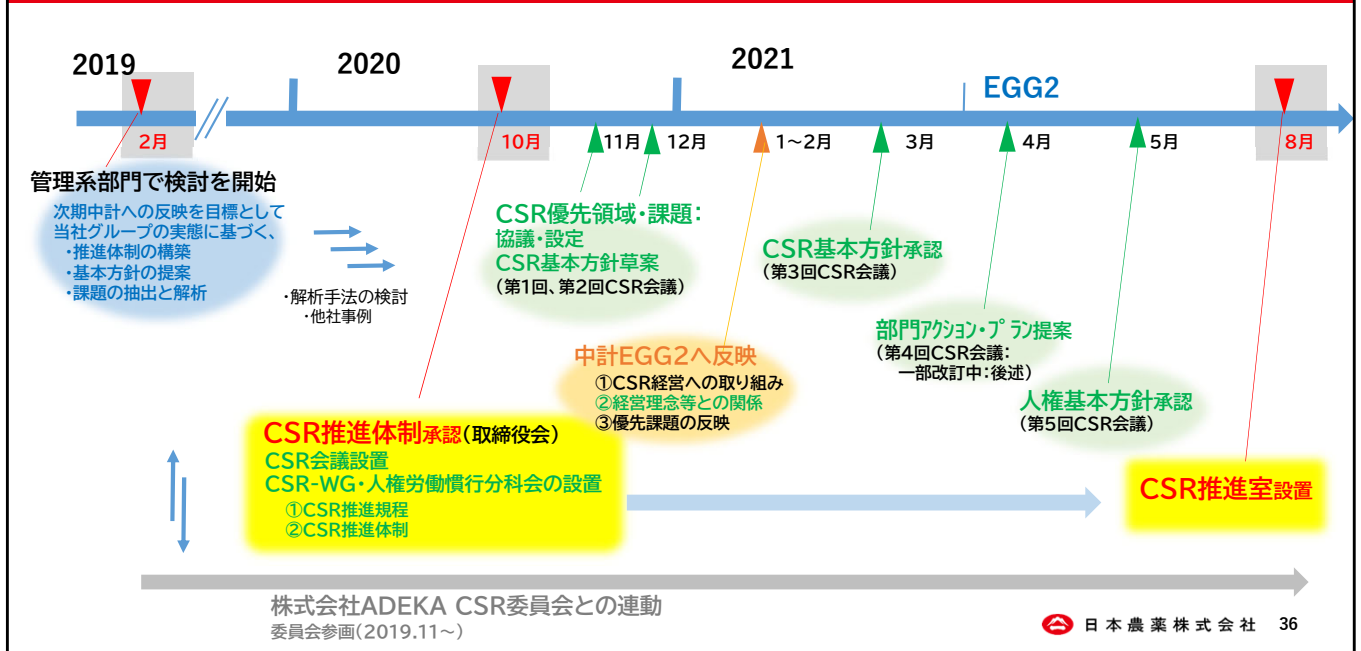 2019
2020
2021
EGG2
2月
10月
11月
12月
1～2月
3月
4月
5月
8月
管理系部門で検討を開始
次期中計への反映を目標として
当社グループの実態に基づく、
・推進体制の構築
・基本方針の提案
・課題の抽出と解析
・解析手法の検討
・他社事例
CSR優先領域・課題：
協議・設定
CSR基本方針草案
(第1回、第2回CSR会議)
CSR基本方針承認
(第3回CSR会議)
部門アクション・プラン提案
(第4回CSR会議：
一部改訂中：後述)
中計EGG2へ反映
①CSR経営への取り組み
②経営理念等との関係
③優先課題の反映
人権基本方針承認
(第5回CSR会議)
CSR推進体制承認(取締役会)
CSR会議設置
CSR-WG・人権労働慣行分科会の設置
①CSR推進規程
②CSR推進体制
CSR推進室設置
株式会社ADEKA CSR委員会との連動
委員会参画(2019.11～)
日本農薬株式会社 36